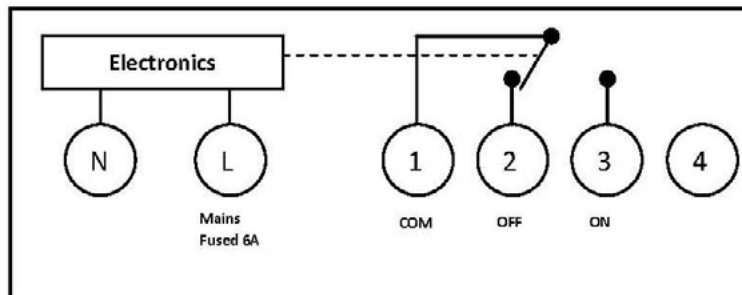 Electronics
N L 1 2 3 4
Mains
Fused 6A
COM OFF ON